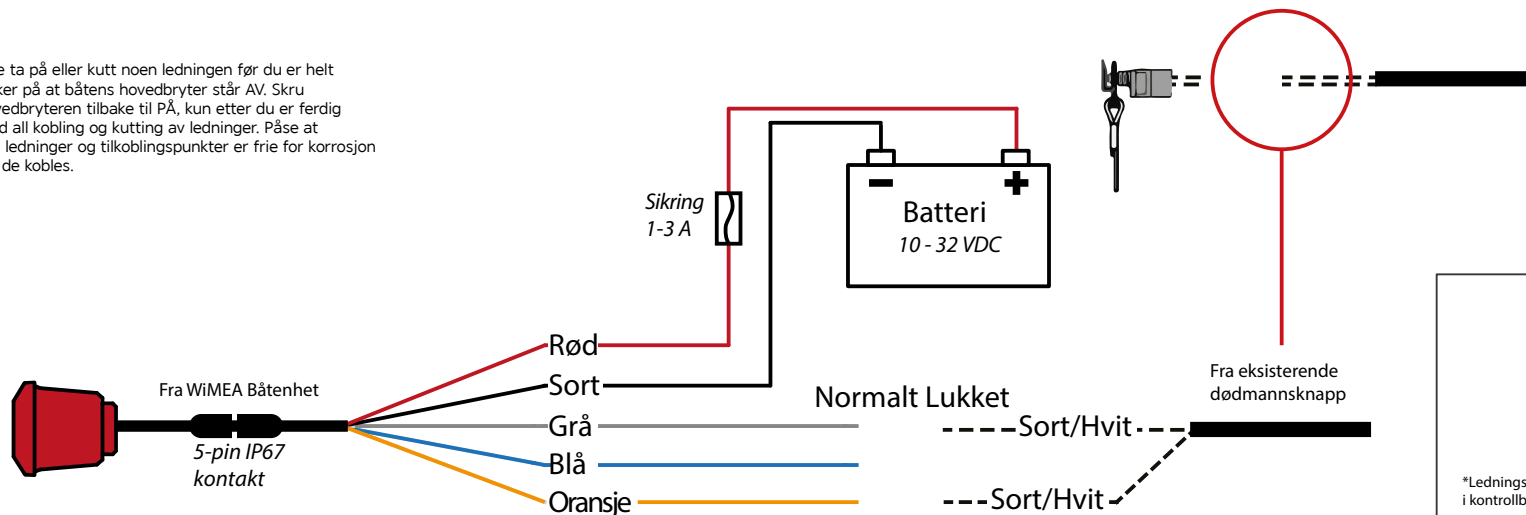 ta på eller kutt noen ledningen før du er helt
på at båtens hovedbryter står AV. Skru
tilbake til PÅ, kun etter du er ferdig
all kobling og kutting av ledninger. Påse at
ledninger og tilkoblingspunkter er frie for korrosjon
de kobles.
Sikring
1-3 A
Batteri
10 - 32 VDC
Rød
Fra WiMEA Båtenhet
Sort
Grå
Blå
Oransje
5-pin IP67
kontakt
Normalt Lukket
Sort/Hvit
Sort/Hvit
Fra eksisterende
dødmannsknapp